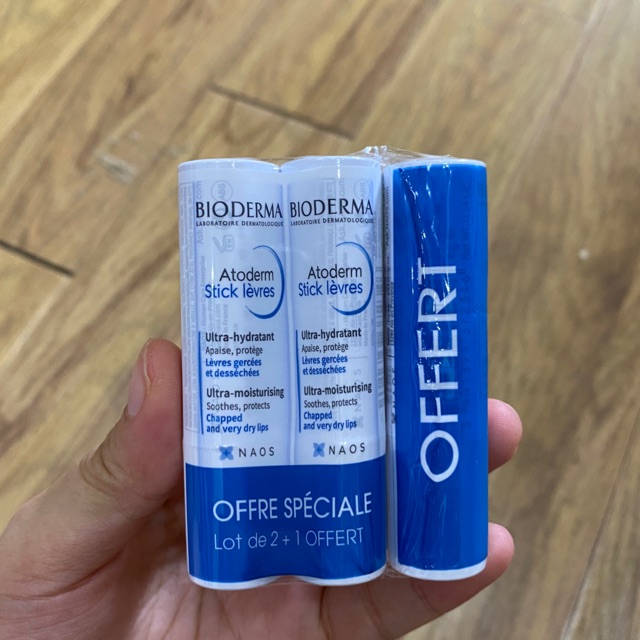 BIODERMA
LABORATOIRE DERMATOLOGIQUE
Atoderm
Stick lèvres
Ultra-hydratant
Apaise, protège
Lèvres gercées
et desséchées
Ultra-moisturising
Soothes, protects
Chapped
and very dry lips
NAOS
BIODERMA
LABORATOIRE DERMATOLOGIQUE
Atoderm
Stick lèvres
Ultra-hydratant
Apaise, protège
Lèvres gercées
et desséchées
Ultra-moisturising
Soothes, protects
Chapped
and very dry lips
NAOS
OFFRE SPÉCIALE
Lot de 2 + 1 OFFERT
OFFERT